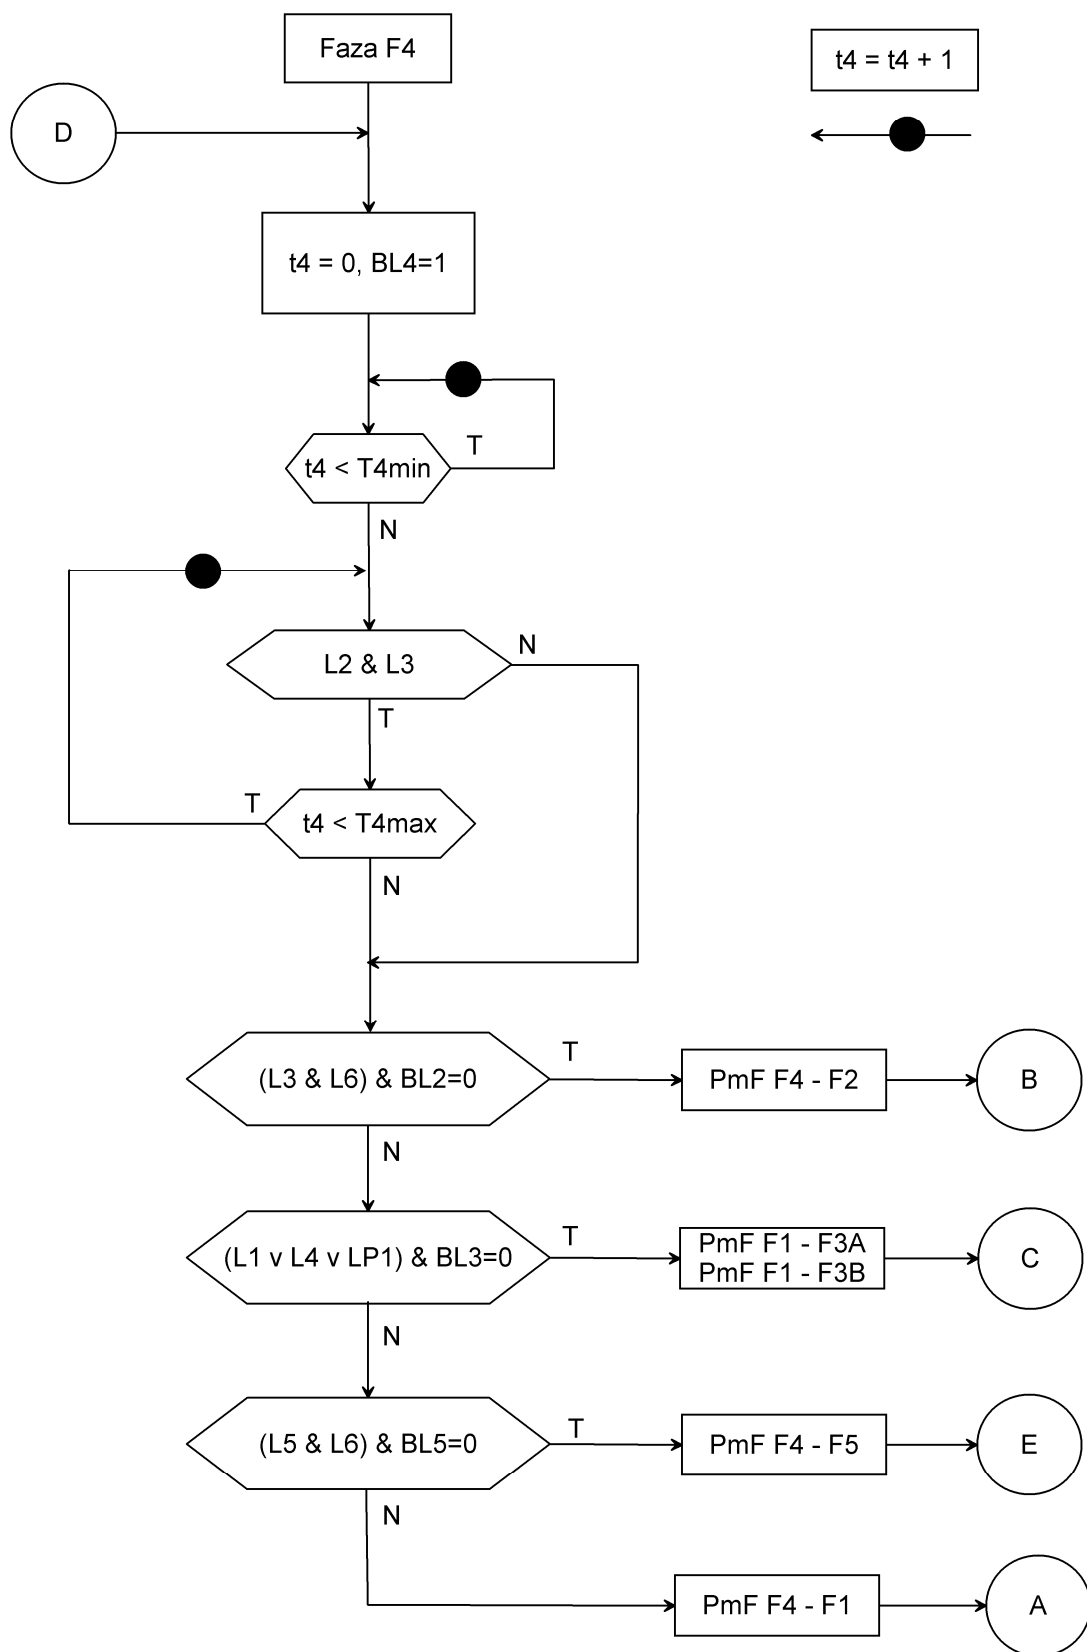 Faza F4
t4 = t4 + 1
D
t4 = 0, BL4=1
T
t4 < T4min
N
L2 & L3
N
T
T
t4 < T4max
N
(L3 & L6) & BL2=0
T
PmF F4 - F2
B
N
(L1 v L4 v LP1) & BL3=0
T
PmF F1 - F3A
PmF F1 - F3B
C
N
(L5 & L6) & BL5=0
T
PmF F4 - F5
E
N
PmF F4 - F1
A